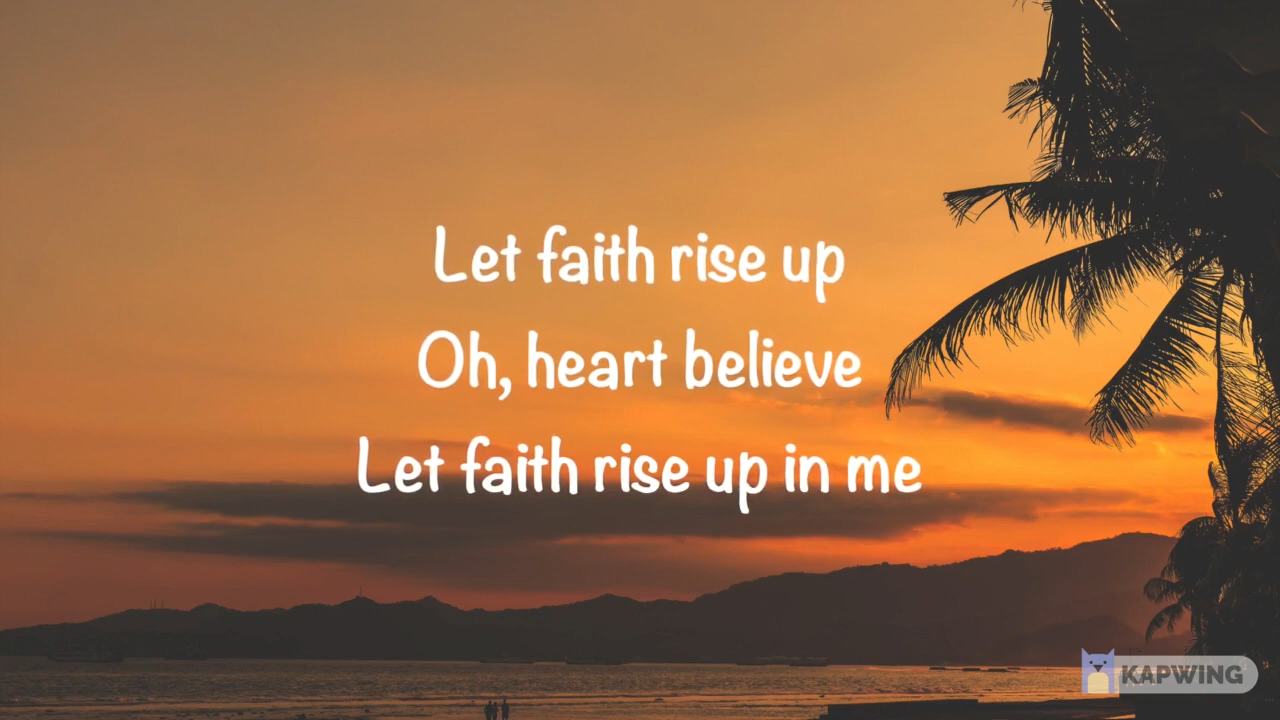 Let faith rise up
Oh, heart believe
Let faith rise up in me
KAPWING